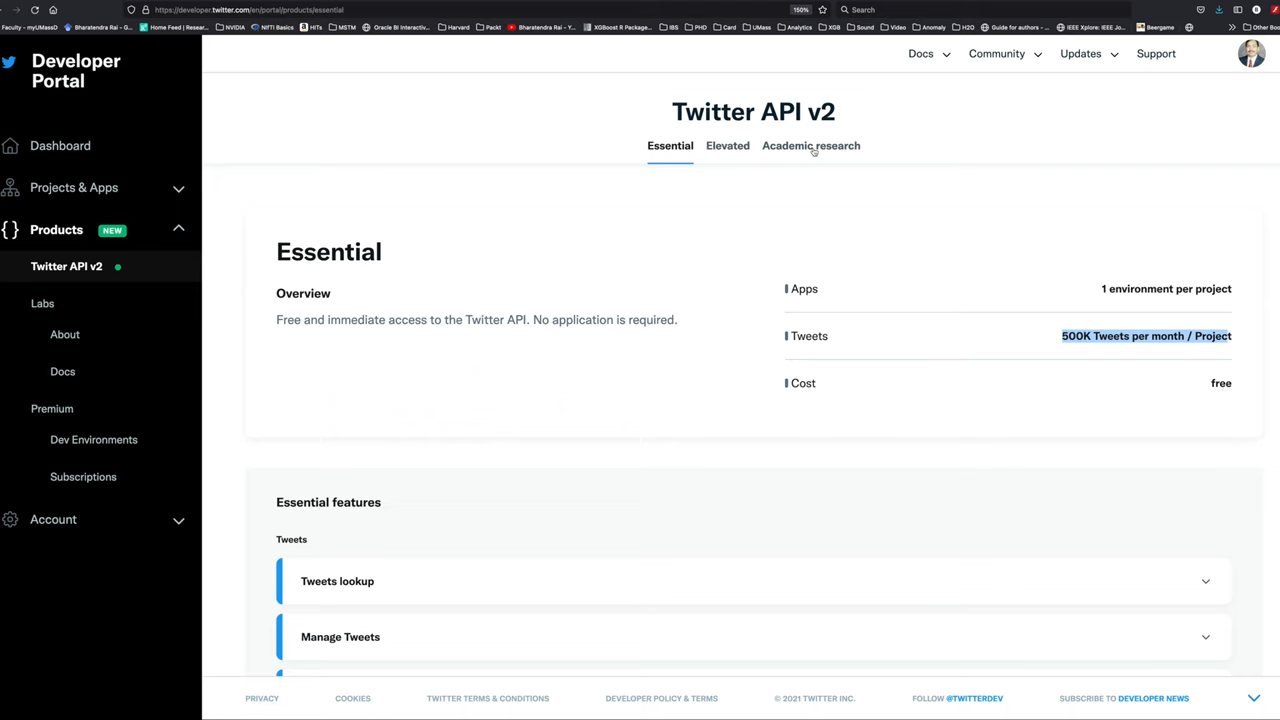 https://developer.twitter.com/en/portal/products/essential
150%
Search
Faculty - myUMassD
Bharatendra Rai - G...
Home Feed | Resear...
NVIDIA
NIfTI Basics
HITs
MSTM
Oracle BI Interactiv...
Harvard
Packt
Bharatendra Rai - Y...
XGBoost R Package...
IBS
PHD
Card
UMass
Analytics
XGB
Sound
Video
Anomaly
H2O
Guide for authors - ...
IEEE Xplore: IEEE Jo...
Beergame
Other Boo
Developer
Portal
Docs
Community
Updates
Support
Twitter API v2
Essential
Elevated
Academic research
Dashboard
Projects & Apps
Products
NEW
Twitter API v2
Labs
About
Docs
Premium
Dev Environments
Subscriptions
Account
Essential
Overview
Free and immediate access to the Twitter API. No application is required.
Apps
1 environment per project
Tweets
500K Tweets per month / Project
Cost
free
Essential features
Tweets
Tweets lookup
Manage Tweets
PRIVACY
COOKIES
TWITTER TERMS & CONDITIONS
DEVELOPER POLICY & TERMS
© 2021 TWITTER INC.
FOLLOW @TWITTERDEV
SUBSCRIBE TO DEVELOPER NEWS